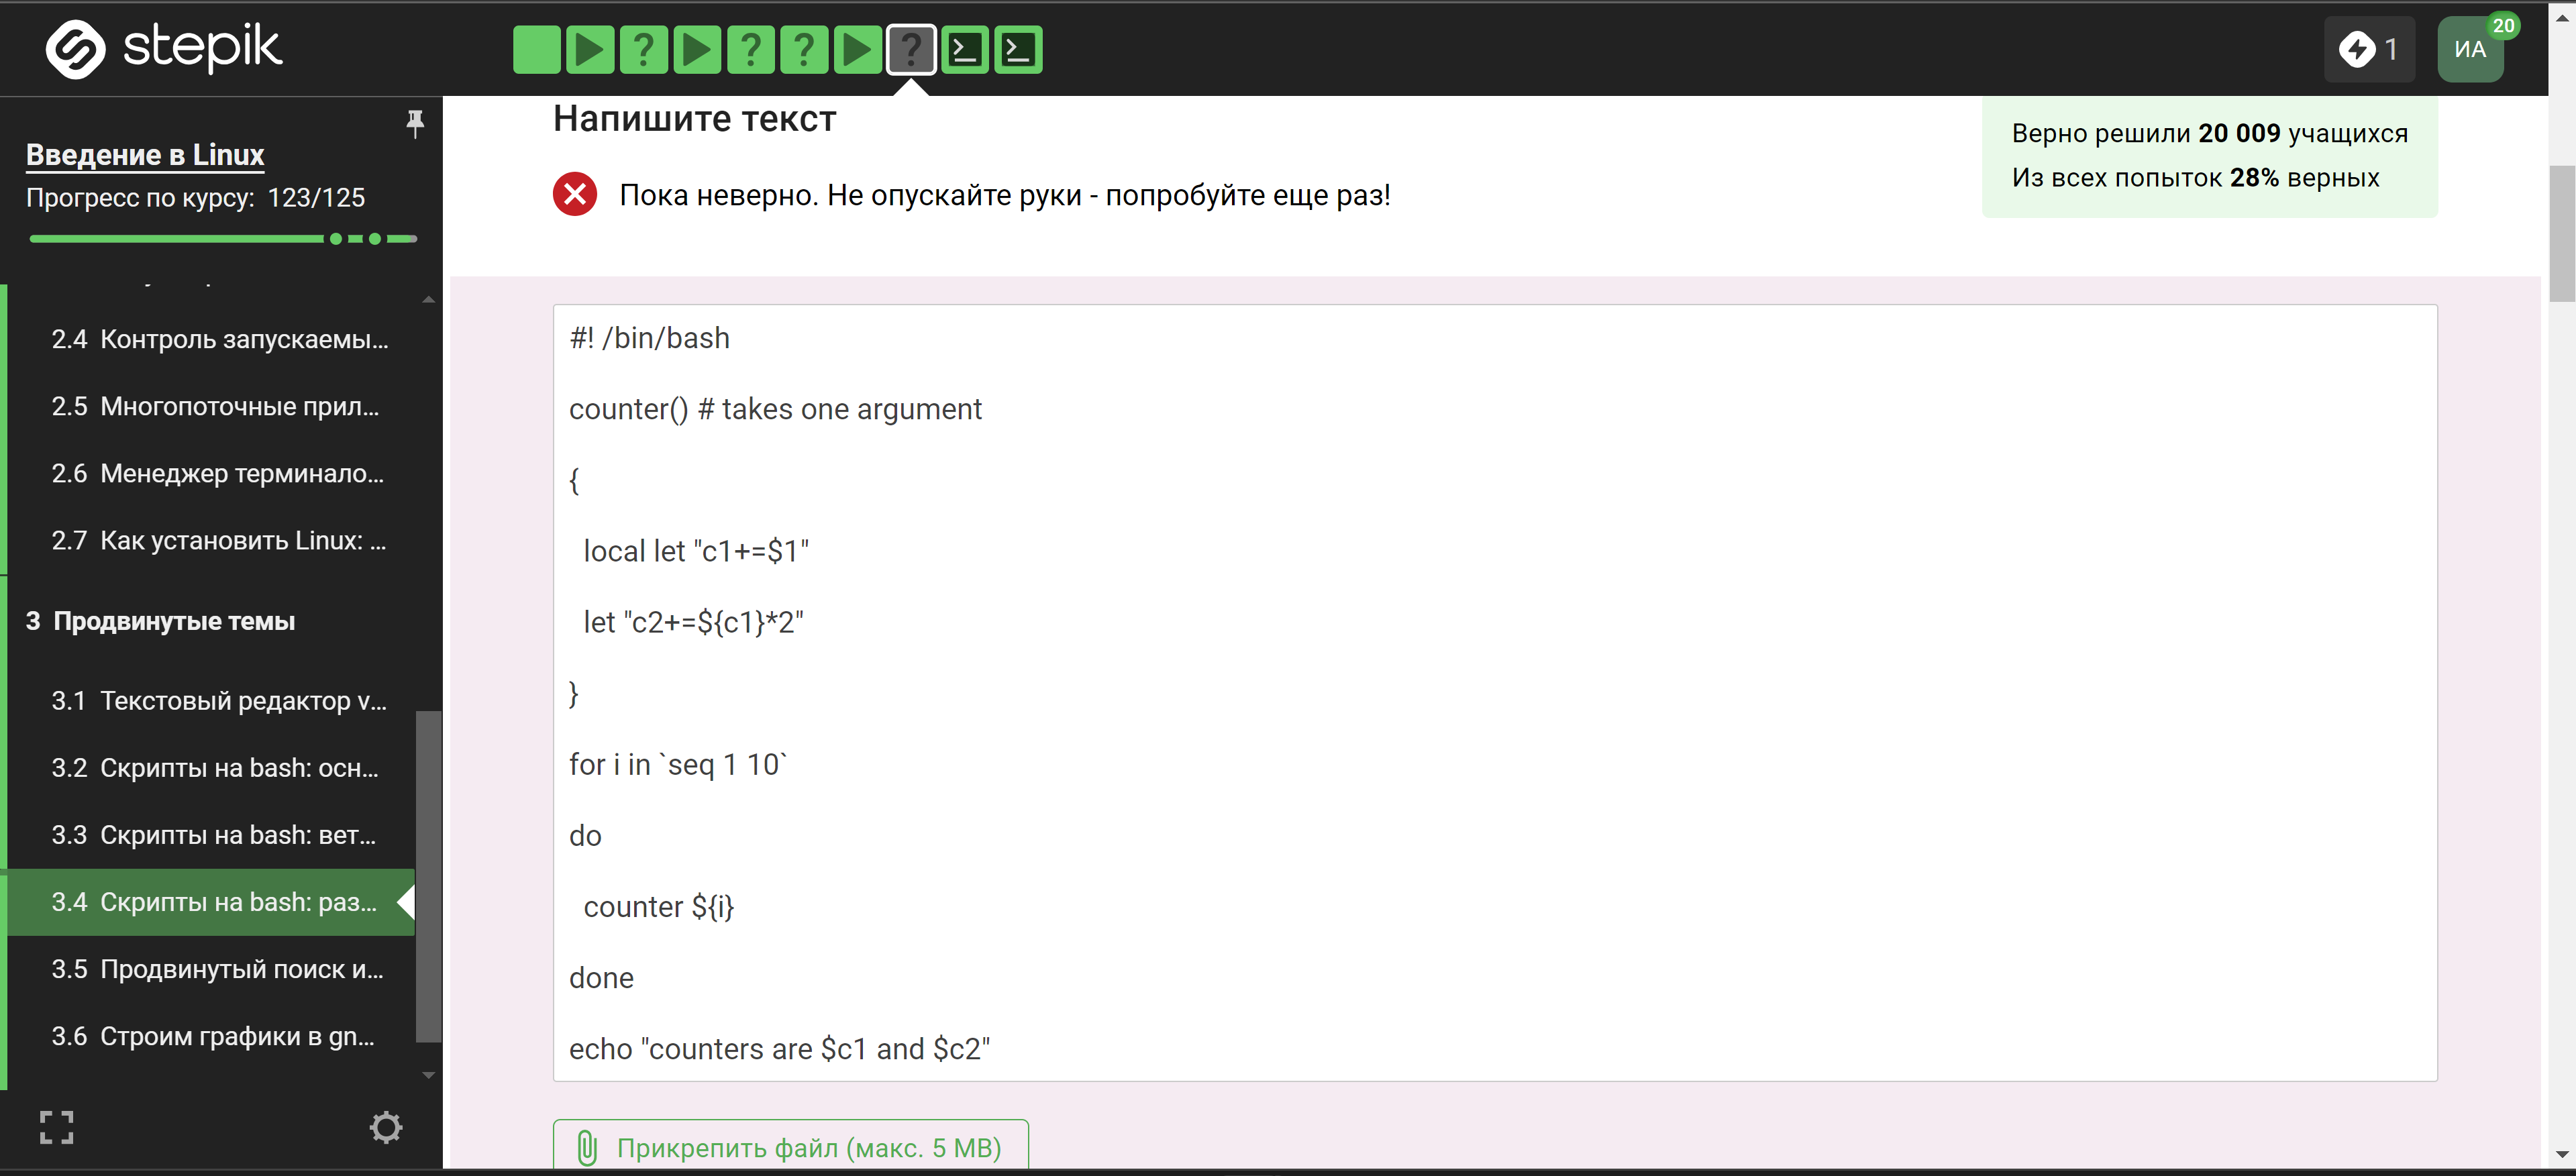 stepik
? ? ? ?
1
ИА
20
Введение в Linux
Прогресс по курсу: 123/125
2.4 Контроль запускаемы...
2.5 Многопоточные прил...
2.6 Менеджер терминало...
2.7 Как установить Linux: ...
3 Продвинутые темы
3.1 Текстовый редактор v...
3.2 Скрипты на bash: осн...
3.3 Скрипты на bash: вет...
3.4 Скрипты на bash: раз...
3.5 Продвинутый поиск и...
3.6 Строим графики в gn...
Напишите текст
Пока неверно. Не опускайте руки - попробуйте еще раз!
Верно решили 20 009 учащихся
Из всех попыток 28% верных
#! /bin/bash
counter() # takes one argument
{
local let "c1+=$1"
let "c2+=${c1}*2"
}
for i in `seq 1 10`
do
counter ${i}
done
echo "counters are $c1 and $c2"
Прикрепить файл (макс. 5 MB)